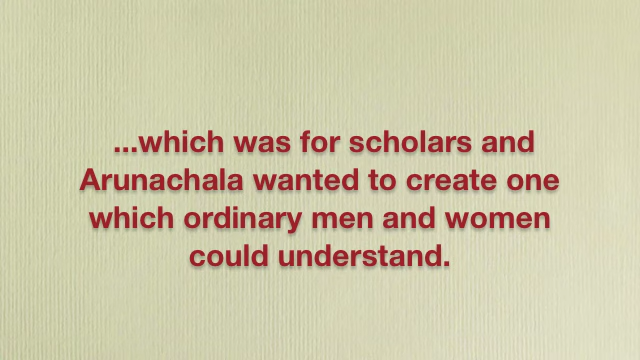 ...which was for scholars and
Arunachala wanted to create one
which ordinary men and women
could understand.